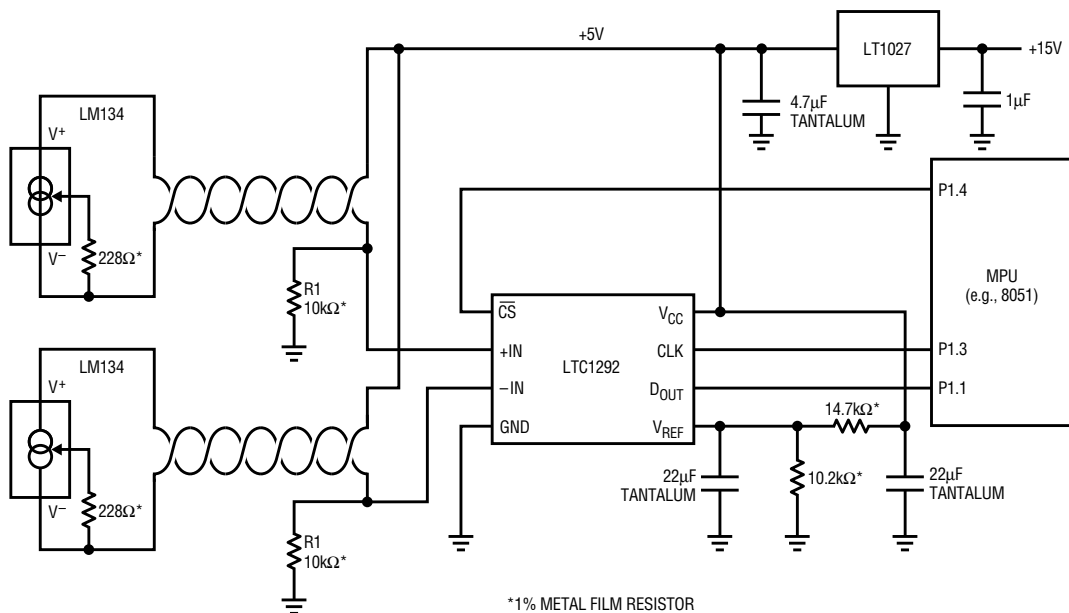 +5V
LT1027
+15V
4.7µF
TANTALUM
1µF
LM134
V+
V–
228Ω*
R1
10kΩ*
LM134
V+
V–
228Ω*
R1
10kΩ*
CS
+IN
–IN
GND
LTC1292
VCC
CLK
DOUT
VREF
P1.4
MPU
(e.g., 8051)
P1.3
P1.1
14.7kΩ*
10.2kΩ*
22µF
TANTALUM
22µF
TANTALUM
*1% METAL FILM RESISTOR